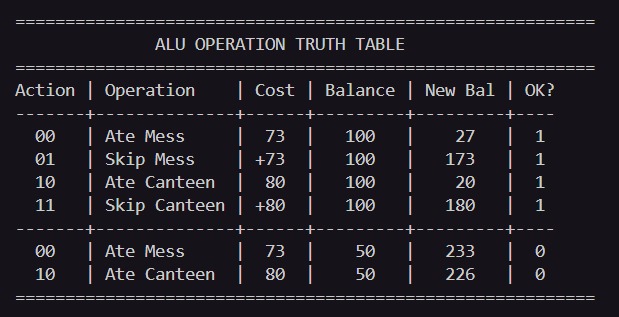 ==========================================================
ALU OPERATION TRUTH TABLE
==========================================================
Action | Operation    | Cost | Balance | New Bal | OK?
-------+--------------+------+---------+---------+----
00   | Ate Mess     |  73  |   100   |    27   |  1
01   | Skip Mess    | +73  |   100   |   173   |  1
10   | Ate Canteen  |  80  |   100   |    20   |  1
11   | Skip Canteen | +80  |   100   |   180   |  1
-------+--------------+------+---------+---------+----
00   | Ate Mess     |  73  |    50   |   233   |  0
10   | Ate Canteen  |  80  |    50   |   226   |  0
==========================================================